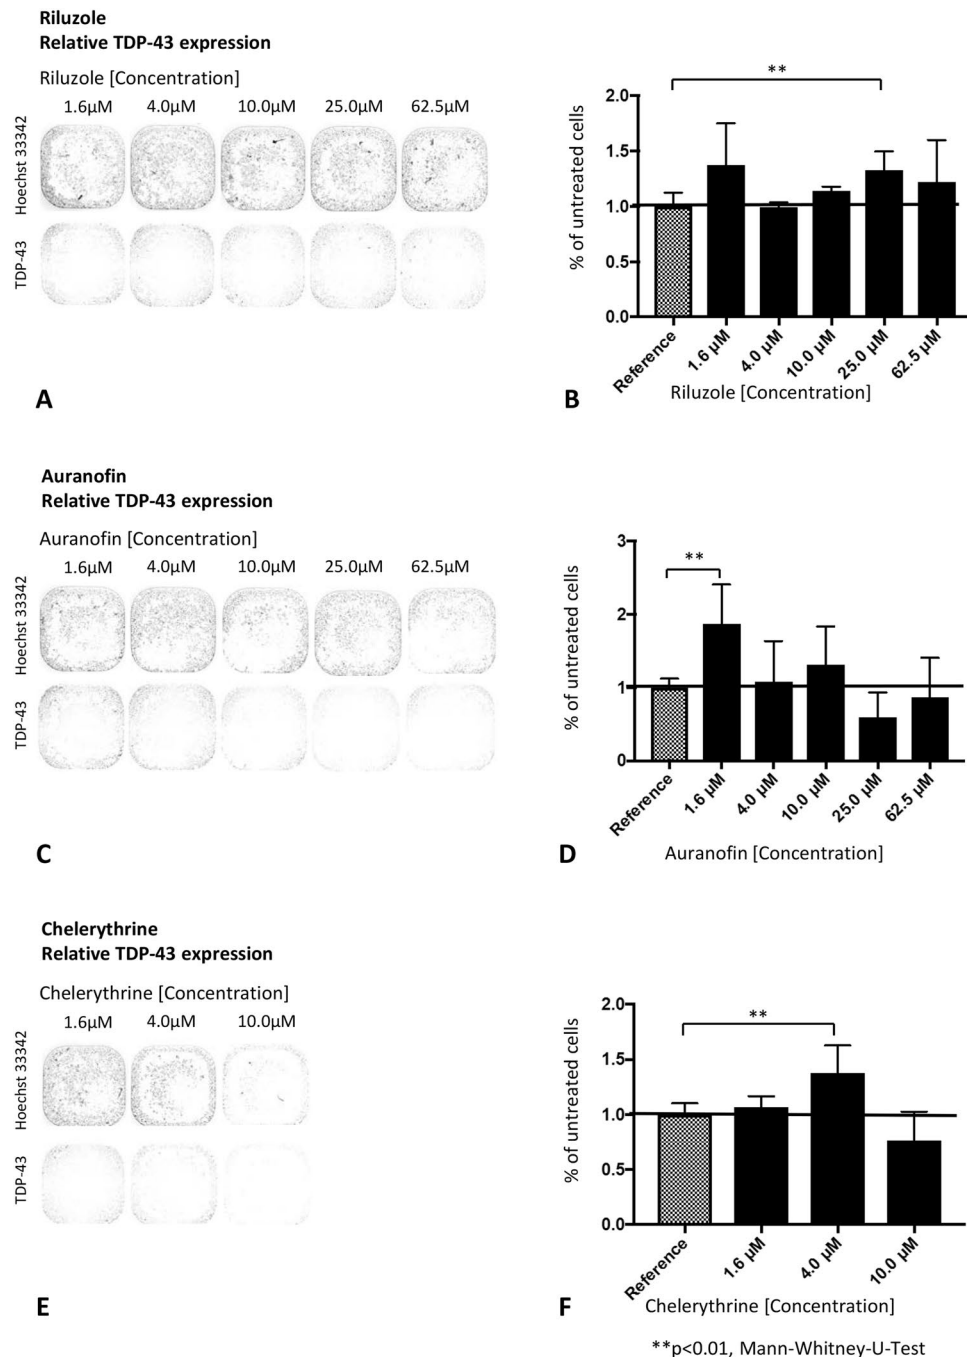 Riluzole
Relative TDP-43 expression
Riluzole [Concentration]
1.6µM 4.0µM 10.0µM 25.0µM 62.5µM
Hoechst 33342
TDP-43
A
**
% of untreated cells
2.0
1.5
1.0
0.5
0.0
Reference 1.6 µM 4.0 µM 10.0 µM 25.0 µM 62.5 µM
Riluzole [Concentration]
B
Auranofin
Relative TDP-43 expression
Auranofin [Concentration]
1.6µM 4.0µM 10.0µM 25.0µM 62.5µM
Hoechst 33342
TDP-43
C
**
% of untreated cells
3
2
1
0
Reference 1.6 µM 4.0 µM 10.0 µM 25.0 µM 62.5 µM
Auranofin [Concentration]
D
Chelerythrine
Relative TDP-43 expression
Chelerythrine [Concentration]
1.6µM 4.0µM 10.0µM
Hoechst 33342
TDP-43
E
**
% of untreated cells
2.0
1.5
1.0
0.5
0.0
Reference 1.6 µM 4.0 µM 10.0 µM
Chelerythrine [Concentration]
F
**p<0.01, Mann-Whitney-U-Test